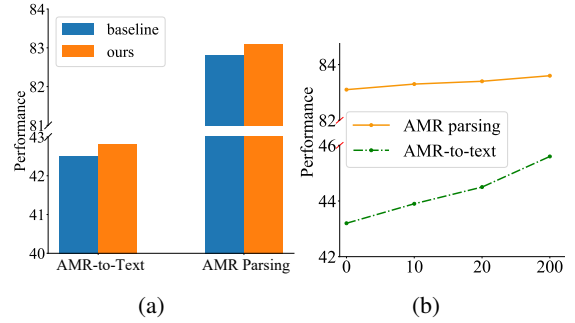 84
83
82
81
43
42
41
40
Performance
baseline
ours
AMR-to-Text
AMR Parsing
(a)
84
82
46
44
42
Performance
AMR parsing
AMR-to-text
0
10
20
200
(b)